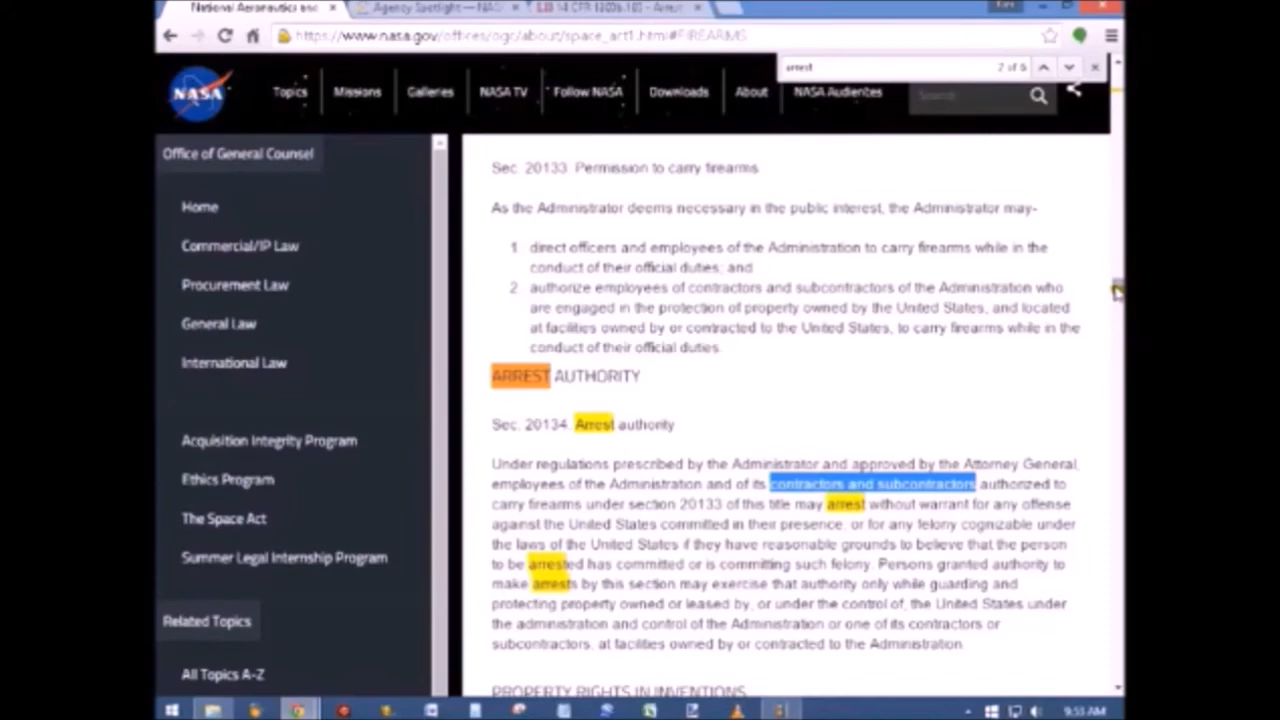 National Aeronautics and
Agency Spotlight — NAS
14 CFR 1203b.103 - Arrest
https://www.nasa.gov/offices/ogc/about/space_act1.html#FIREARMS
arrest
2 of 6
NASA
Topics
Missions
Galleries
NASA TV
Follow NASA
Downloads
About
NASA Audiences
Search
Office of General Counsel
Home
Commercial/IP Law
Procurement Law
General Law
International Law
Acquisition Integrity Program
Ethics Program
The Space Act
Summer Legal Internship Program
Related Topics
All Topics A-Z
Sec. 20133. Permission to carry firearms
As the Administrator deems necessary in the public interest, the Administrator may-
1. direct officers and employees of the Administration to carry firearms while in the
conduct of their official duties; and
2. authorize employees of contractors and subcontractors of the Administration who
are engaged in the protection of property owned by the United States, and located
at facilities owned by or contracted to the United States, to carry firearms while in the
conduct of their official duties.
ARREST AUTHORITY
Sec. 20134. Arrest authority
Under regulations prescribed by the Administrator and approved by the Attorney General,
employees of the Administration and of its contractors and subcontractors authorized to
carry firearms under section 20133 of this title may arrest without warrant for any offense
against the United States committed in their presence, or for any felony cognizable under
the laws of the United States if they have reasonable grounds to believe that the person
to be arrested has committed or is committing such felony. Persons granted authority to
make arrests by this section may exercise that authority only while guarding and
protecting property owned or leased by, or under the control of, the United States under
the administration and control of the Administration or one of its contractors or
subcontractors, at facilities owned by or contracted to the Administration.
PROPERTY RIGHTS IN INVENTIONS
9:53 AM